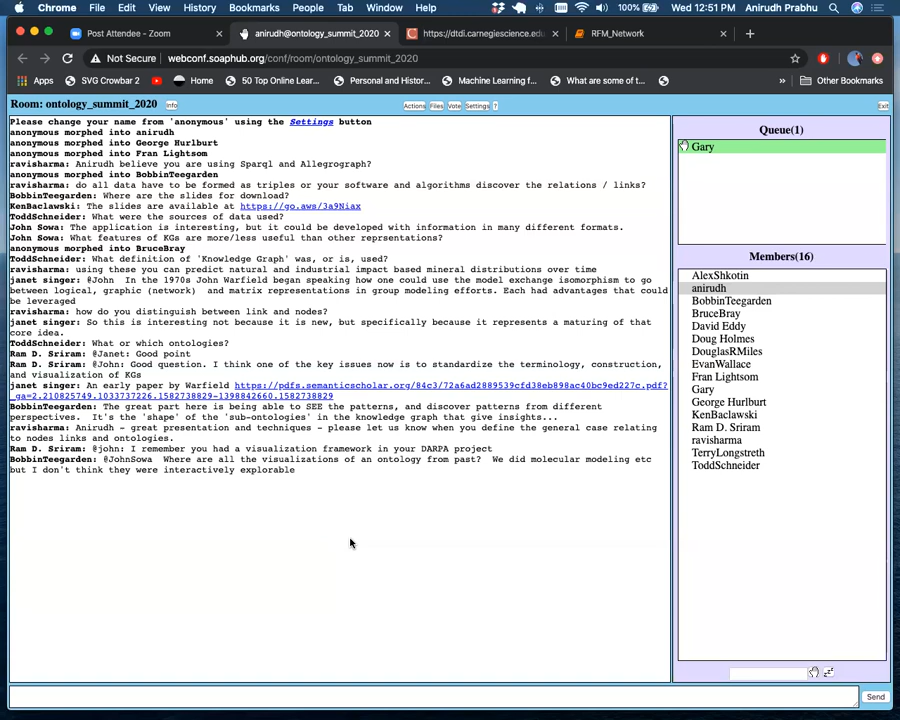 Chrome File Edit View History Bookmarks People Tab Window Help 100% Wed 12:51 PM Anirudh Prabhu
Post Attendee - Zoom anirudh@ontology_summit_2020 https://dtdi.carnegiescience.edu RFM_Network
Not Secure webconf.soaphub.org/conf/room/ontology_summit_2020
Apps SVG Crowbar 2 Home 50 Top Online Lear... Personal and Histor... Machine Learning f... What are some of t... » Other Bookmarks
Room: ontology_summit_2020 Info Actions Files Vote Settings ? Exit
Please change your name from 'anonymous' using the Settings button
anonymous morphed into anirudh
anonymous morphed into George Hurlburt
anonymous morphed into Fran Lightsom
ravisharma: Anirudh believe you are using Sparql and Allegrograph?
anonymous morphed into BobbinTeegarden
ravisharma: do all data have to be formed as triples or your software and algorithms discover the relations / links?
BobbinTeegarden: Where are the slides for download?
KenBaclawski: The slides are available at https://go.aws/3a9Niax
ToddSchneider: What were the sources of data used?
John Sowa: The application is interesting, but it could be developed with information in many different formats.
John Sowa: What features of KGs are more/less useful than other reprsentations?
anonymous morphed into BruceBray
ToddSchneider: What definition of 'Knowledge Graph' was, or is, used?
ravisharma: using these you can predict natural and industrial impact based mineral distributions over time
janet singer: @John In the 1970s John Warfield began speaking how one could use the model exchange isomorphism to go
between logical, graphic (network) and matrix representations in group modeling efforts. Each had advantages that could
be leveraged
ravisharma: how do you distinguish between link and nodes?
janet singer: So this is interesting not because it is new, but specifically because it represents a maturing of that
core idea.
ToddSchneider: What or which ontologies?
Ram D. Sriram: @Janet: Good point
Ram D. Sriram: @John: Good question. I think one of the key issues now is to standardize the terminology, construction,
and visualization of KGs
janet singer: An early paper by Warfield https://pdfs.semanticscholar.org/84c3/72a6ad2889539cfd38eb898ac40bc9ed227c.pdf?
_ga=2.210825749.1033737226.1582738829-1398842660.1582738829
BobbinTeegarden: The great part here is being able to SEE the patterns, and discover patterns from different
perspectives. It's the 'shape' of the 'sub-ontologies' in the knowledge graph that give insights...
ravisharma: Anirudh - great presentation and techniques - please let us know when you define the general case relating
to nodes links and ontologies.
Ram D. Sriram: @john: I remember you had a visualization framework in your DARPA project
BobbinTeegarden: @JohnSowa Where are all the visualizations of an ontology from past? We did molecular modeling etc
but I don't think they were interactively explorable
Queue(1)
Gary
Members(16)
AlexShkotin
anirudh
BobbinTeegarden
BruceBray
David Eddy
Doug Holmes
DouglasRMiles
EvanWallace
Fran Lightsom
Gary
George Hurlburt
KenBaclawski
Ram D. Sriram
ravisharma
TerryLongstreth
ToddSchneider
Send